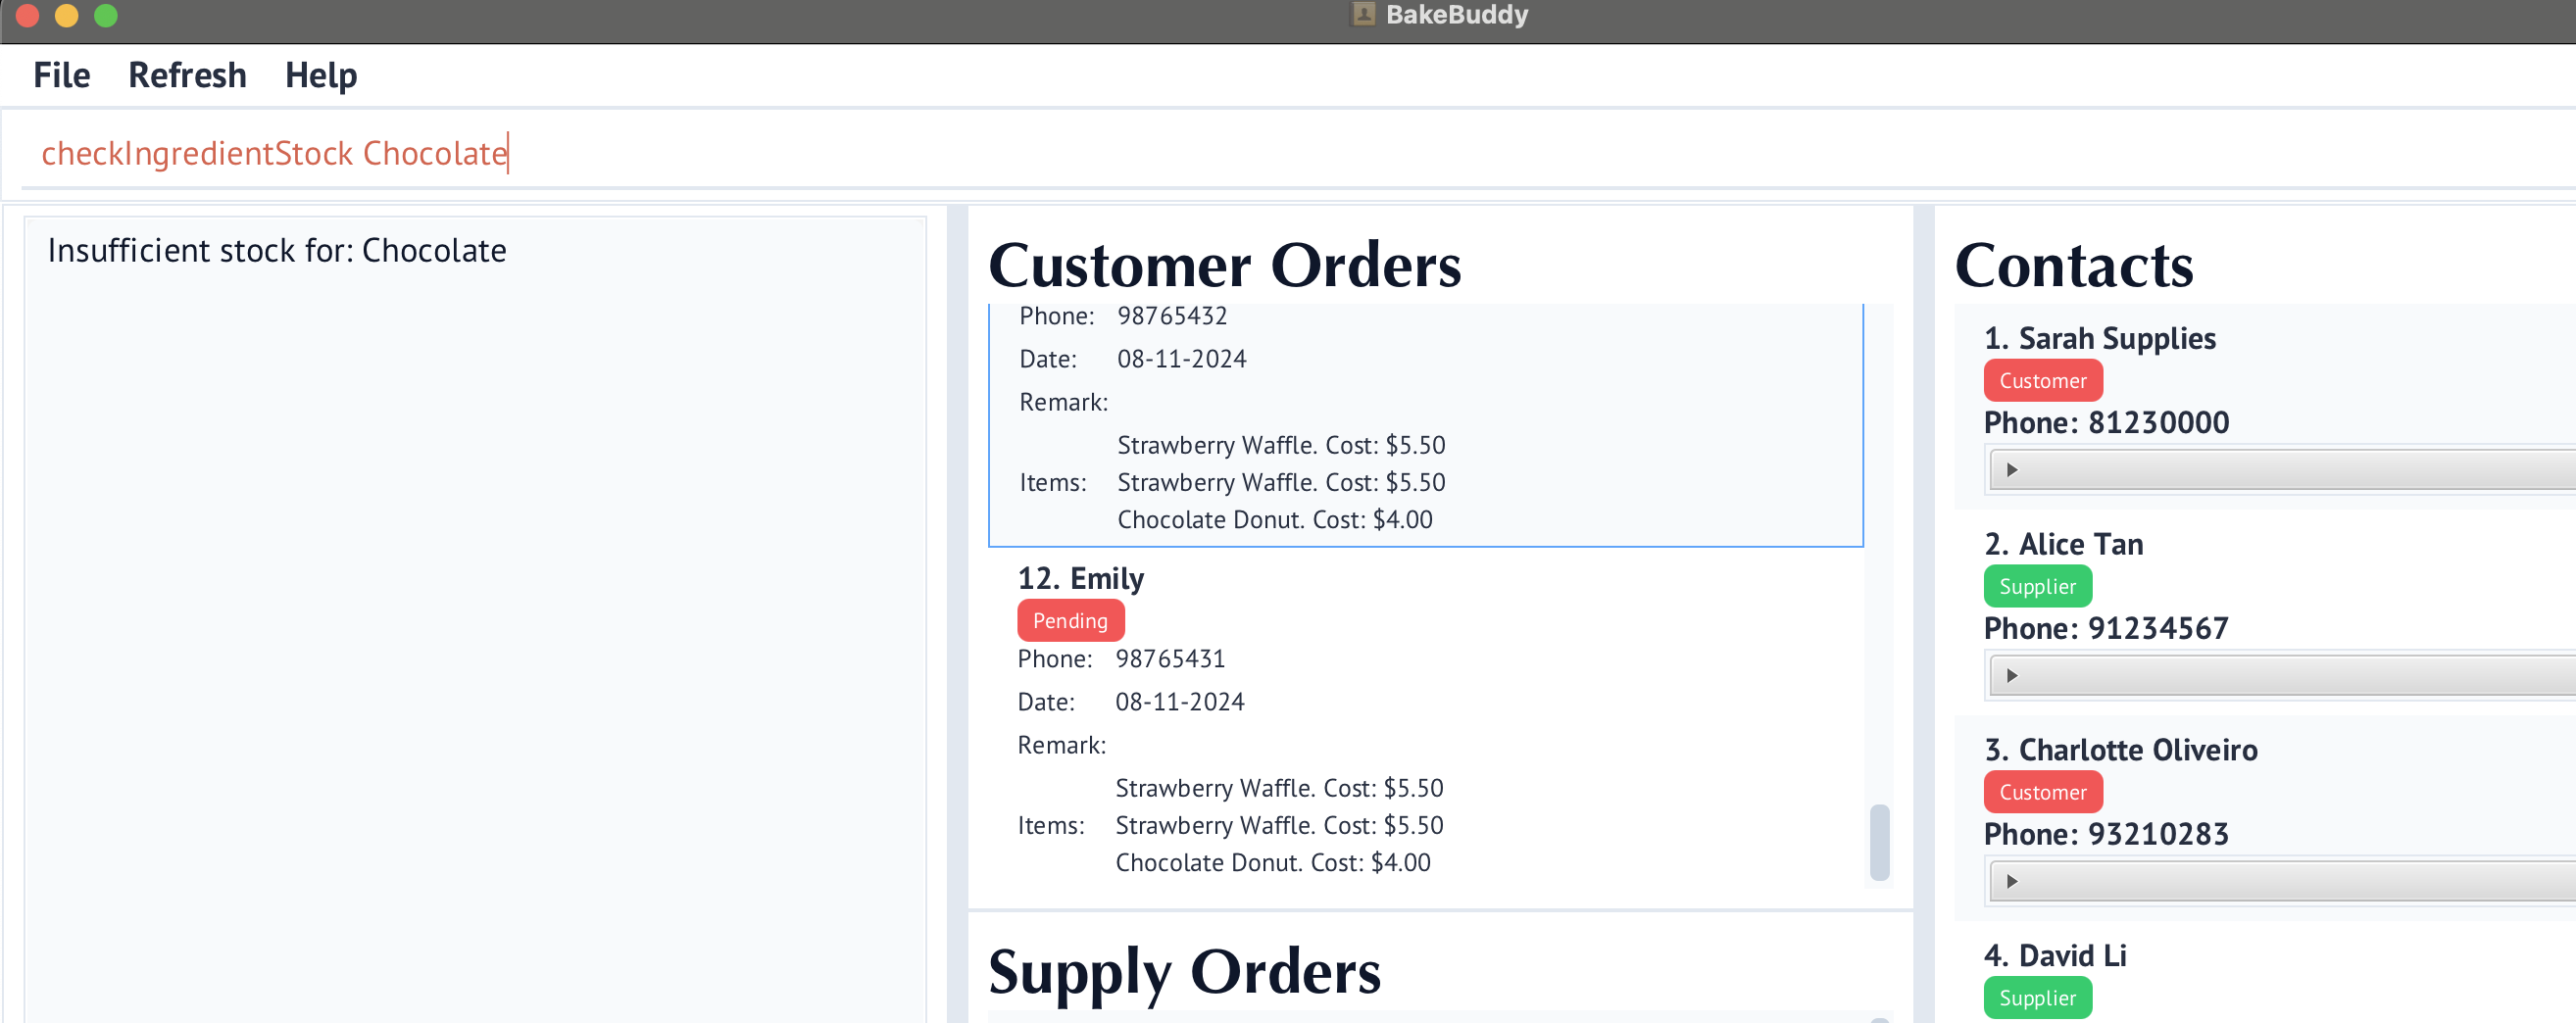 BakeBuddy
File Refresh Help
checkIngredientStock Chocolate
Insufficient stock for: Chocolate
Customer Orders
Phone: 98765432
Date: 08-11-2024
Remark:
Strawberry Waffle. Cost: $5.50
Items: Strawberry Waffle. Cost: $5.50
Chocolate Donut. Cost: $4.00
12. Emily
Pending
Phone: 98765431
Date: 08-11-2024
Remark:
Strawberry Waffle. Cost: $5.50
Items: Strawberry Waffle. Cost: $5.50
Chocolate Donut. Cost: $4.00
Supply Orders
Contacts
1. Sarah Supplies
Customer
Phone: 81230000
2. Alice Tan
Supplier
Phone: 91234567
3. Charlotte Oliveiro
Customer
Phone: 93210283
4. David Li
Supplier